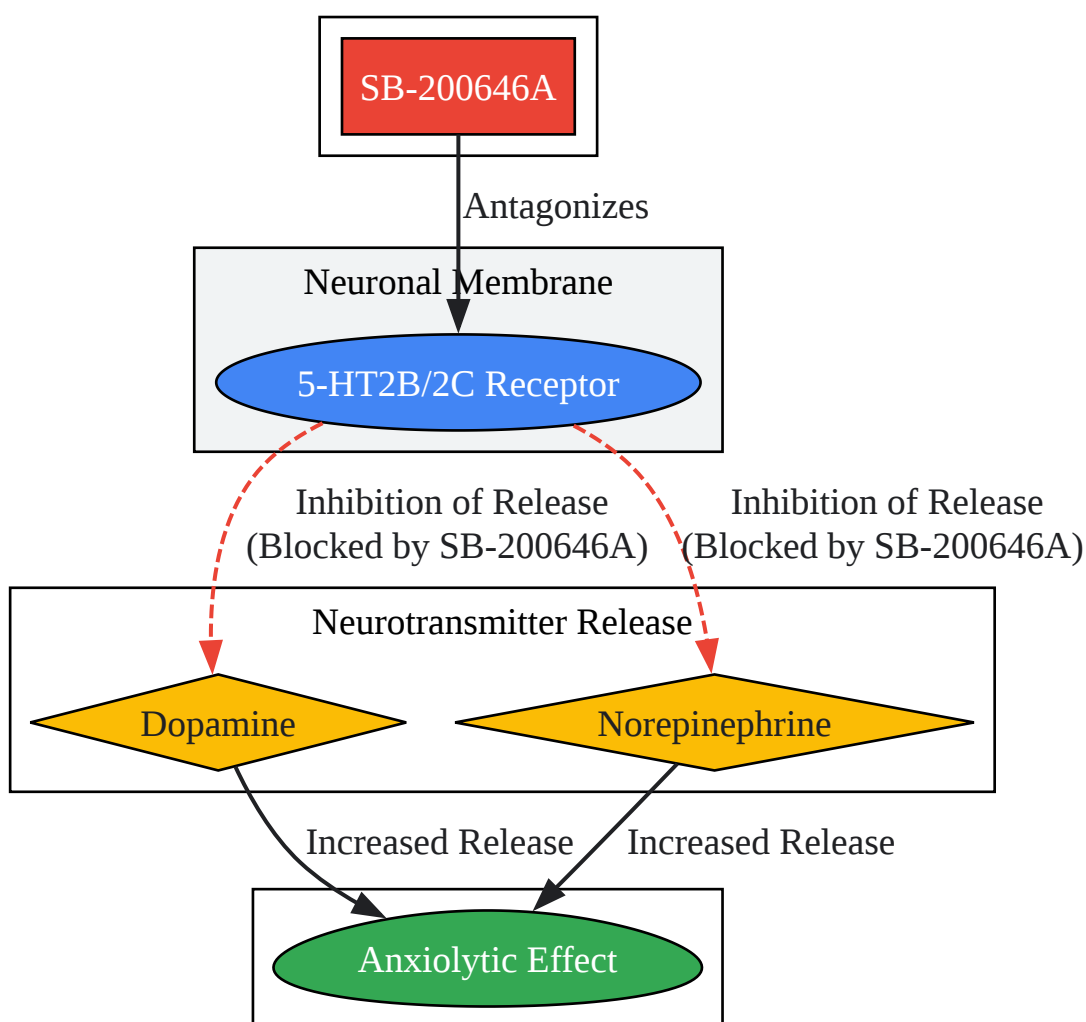 SB-200646A
Antagonizes
Neuronal Membrane
5-HT2B/2C Receptor
Inhibition of Release
(Blocked by SB-200646A)
Inhibition of Release
(Blocked by SB-200646A)
Neurotransmitter Release
Dopamine
Norepinephrine
Increased Release
Increased Release
Anxiolytic Effect